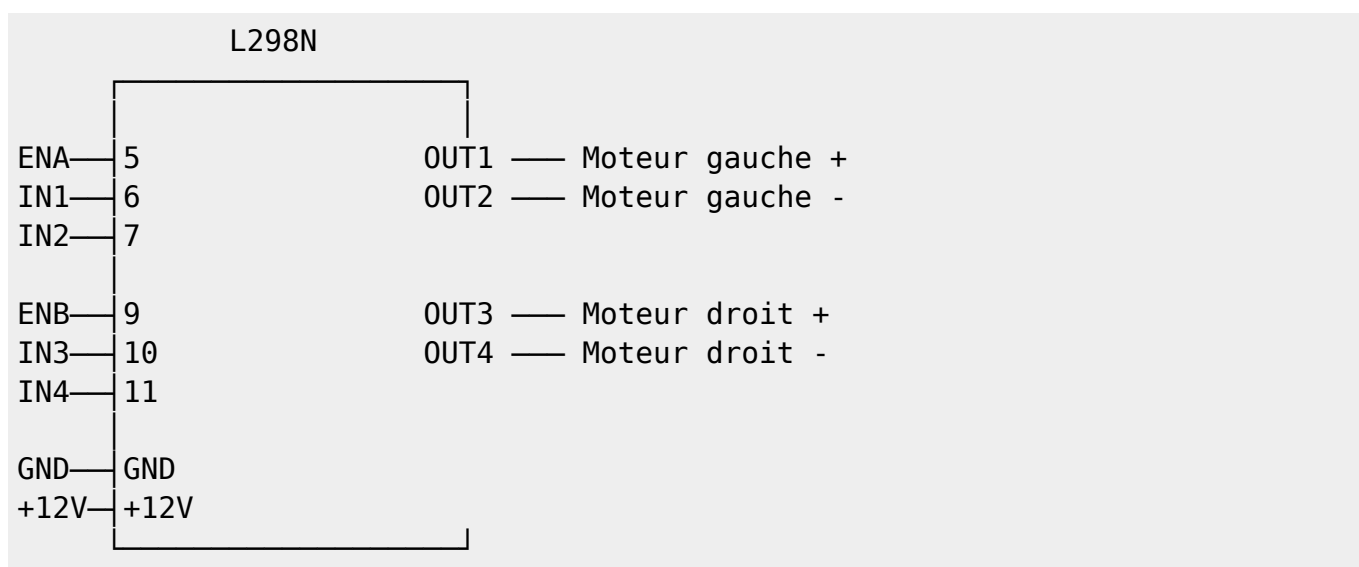 L298N
ENA 5 OUT1 ─── Moteur gauche +
IN1 6 OUT2 ─── Moteur gauche -
IN2 7
ENB 9 OUT3 ─── Moteur droit +
IN3 10 OUT4 ─── Moteur droit -
IN4 11
GND GND
+12V +12V